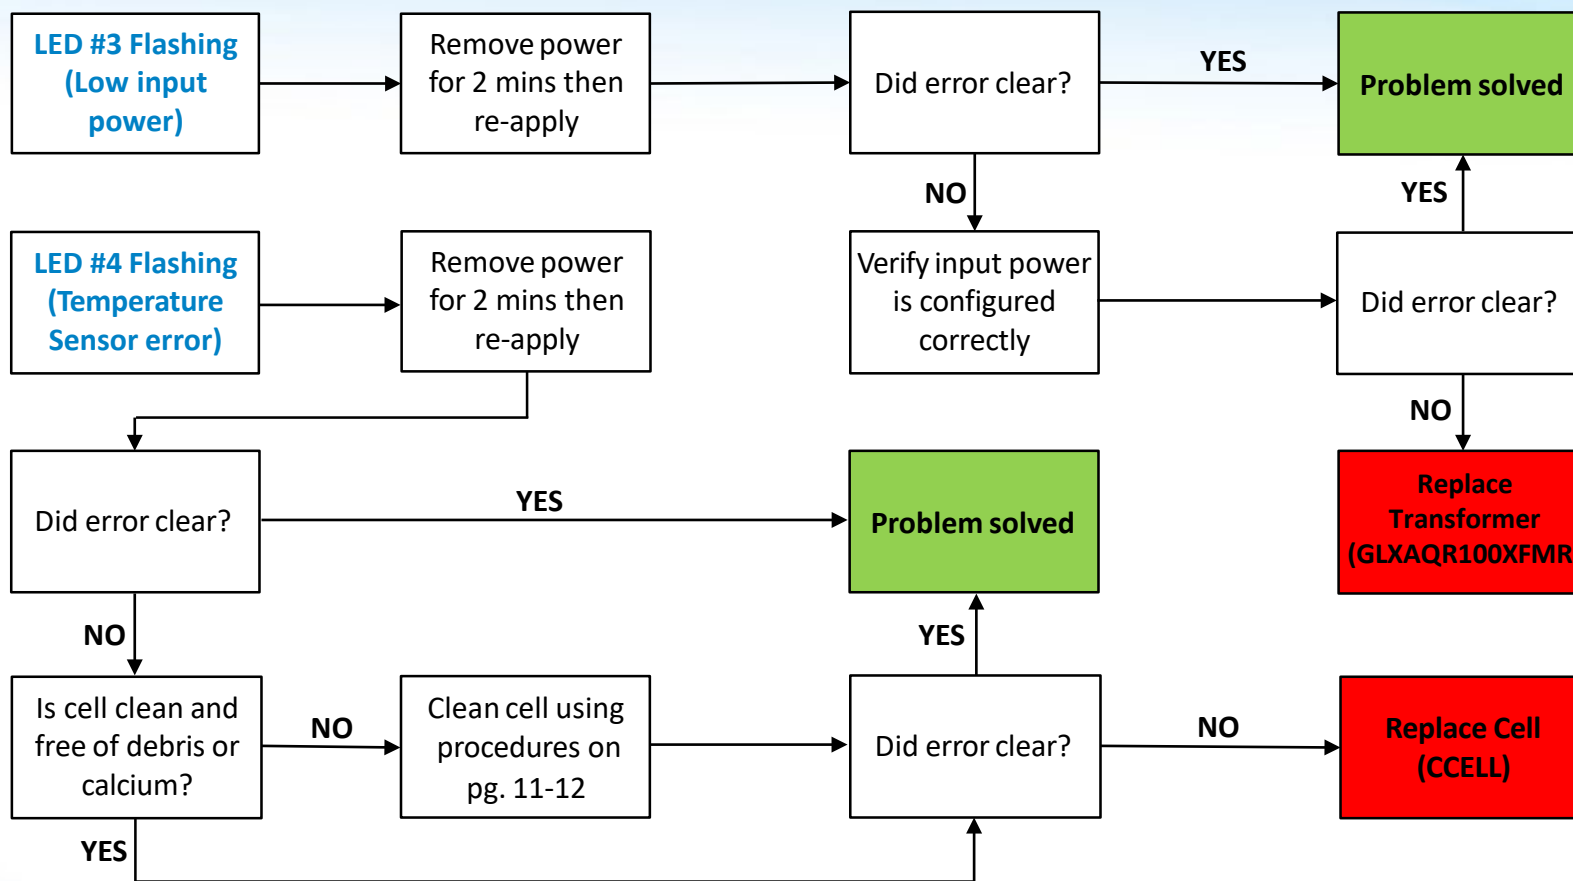 LED #3 Flashing
(Low input
power)
Remove power
for 2 mins then
re-apply
Did error clear?
YES
Problem solved
NO
YES
LED #4 Flashing
(Temperature
Sensor error)
Remove power
for 2 mins then
re-apply
Verify input power
is configured
correctly
Did error clear?
NO
Did error clear?
YES
Problem solved
Replace
Transformer
(GLXAQR100XFMR
NO
YES
Is cell clean and
free of debris or
calcium?
NO
Clean cell using
procedures on
pg. 11-12
Did error clear?
NO
Replace Cell
(CCELL)
YES